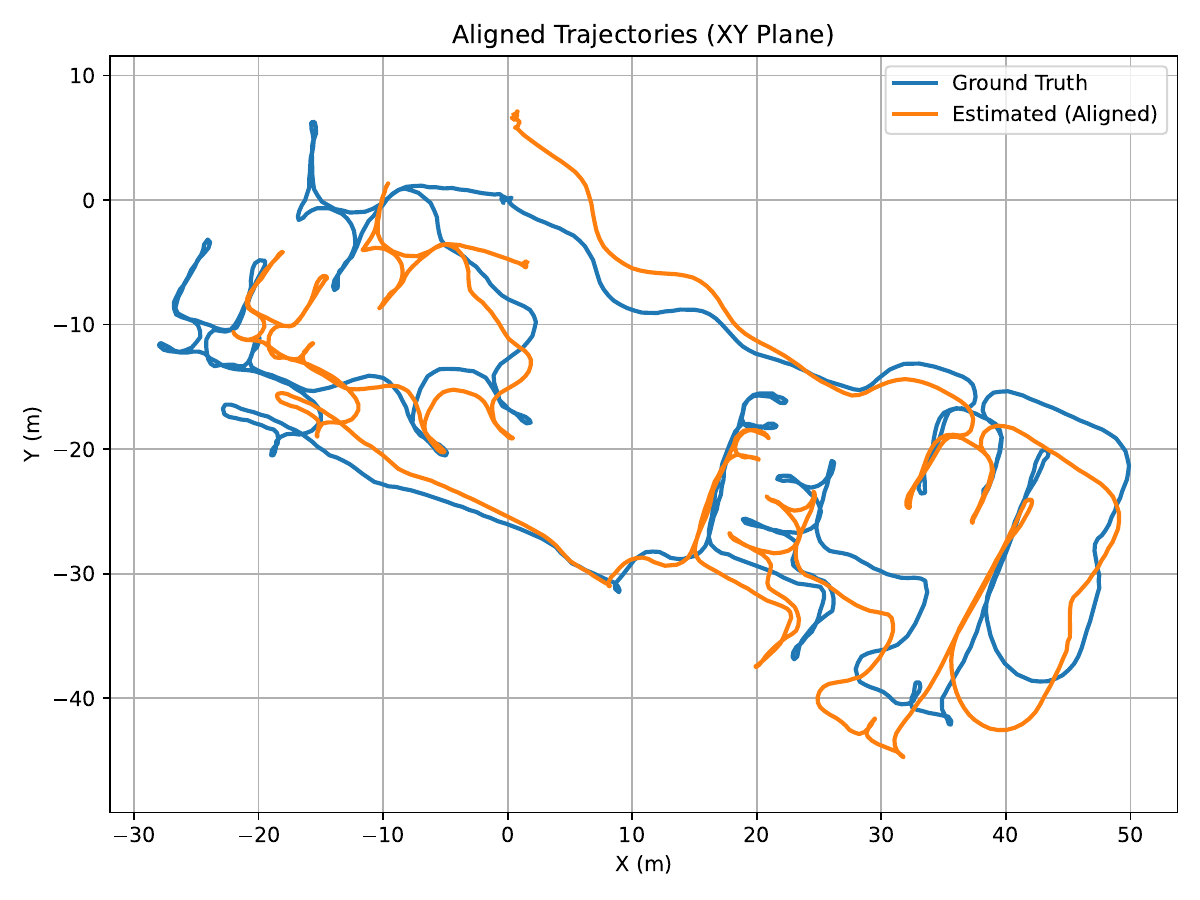 Aligned Trajectories (XY Plane)
Ground Truth
Estimated (Aligned)
10
0
−10
−20
−30
−40
Y (m)
−30 −20 −10 0 10 20 30 40 50
X (m)